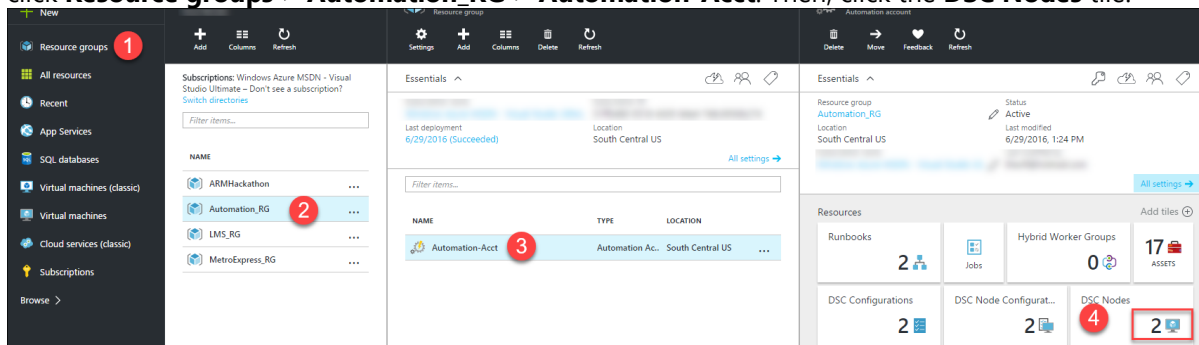 click Resource groups > Automation_RG > Automation-Acct. Then, click the DSC Nodes tile.
New
Resource groups
1
All resources
Recent
App Services
SQL databases
Virtual machines (classic)
Virtual machines
Cloud services (classic)
Subscriptions
Browse >
Add Columns Refresh
Subscriptions: Windows Azure MSDN - Visual
Studio Ultimate – Don't see a subscription?
Switch directories
Filter items...
NAME
ARMHackathon ...
Automation_RG 2 ...
LMS_RG ...
MetroExpress_RG ...
Resource group
Settings Add Columns Delete Refresh
Essentials
Last deployment
6/29/2016 (Succeeded)
Location
South Central US
All settings
Filter items...
NAME TYPE LOCATION
Automation-Acct 3 Automation Ac.. South Central US ...
Automation account
Delete Move Feedback Refresh
Essentials
Resource group
Automation_RG
Status
Active
Location
South Central US
Last modified
6/29/2016, 1:24 PM
All settings
Resources Add tiles
Runbooks
2
Jobs
Hybrid Worker Groups
0
17
ASSETS
DSC Configurations
2
DSC Node Configurat...
2
DSC Nodes
4
2